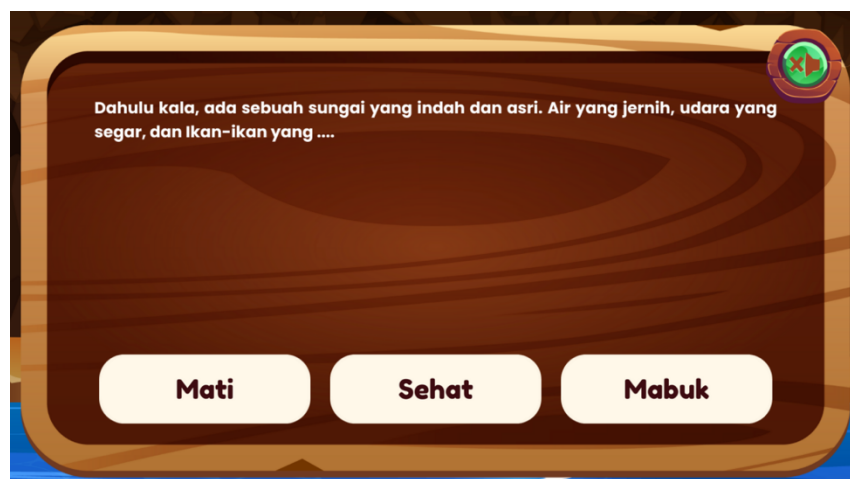 Dahulu kala, ada sebuah sungai yang indah dan asri. Air yang jernih, udara yang
segar, dan Ikan-ikan yang ....
Mati
Sehat
Mabuk